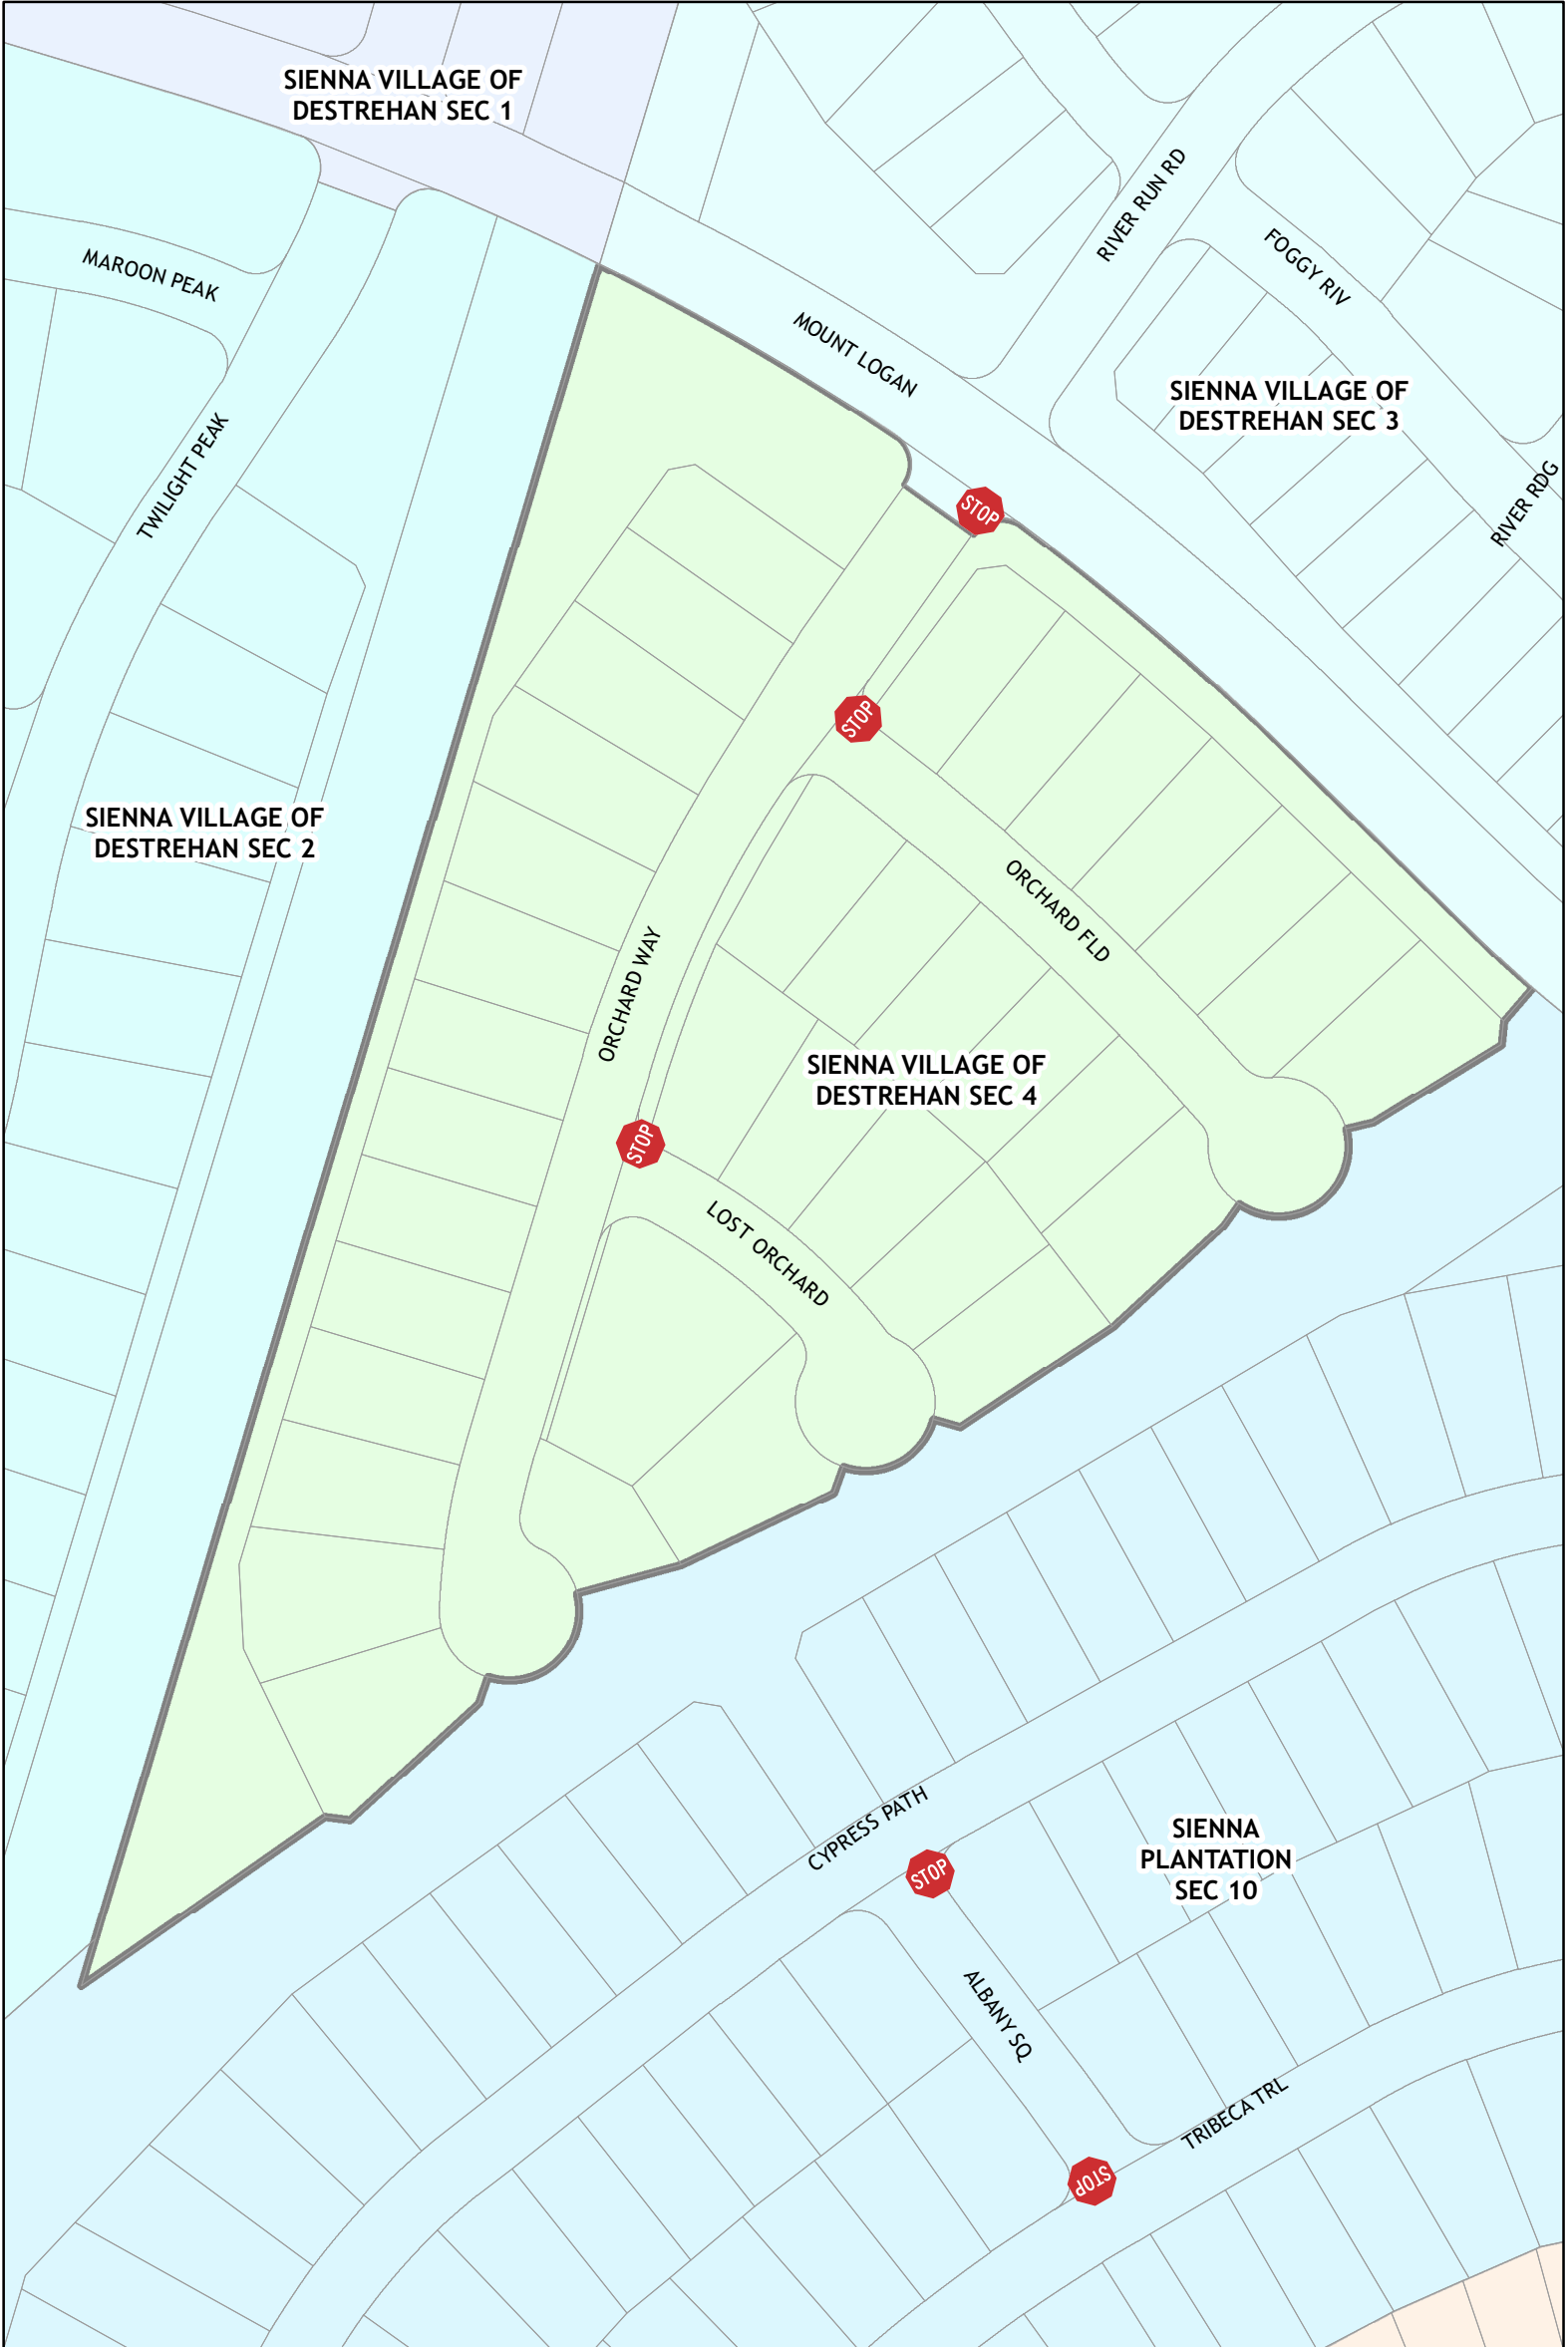 SIENNA VILLAGE OF
DESTREHAN SEC 1
RIVER RUN RD
FOGGY RIV
MAROON PEAK
MOUNT LOGAN
SIENNA VILLAGE OF
DESTREHAN SEC 3
TWILIGHT PEAK
RIVER RDG
STOP
STOP
SIENNA VILLAGE OF
DESTREHAN SEC 2
ORCHARD FLD
ORCHARD WAY
SIENNA VILLAGE OF
DESTREHAN SEC 4
STOP
LOST ORCHARD
CYPRESS PATH
SIENNA
PLANTATION
SEC 10
STOP
ALBANY SQ
TRIBECA TRL
STOP